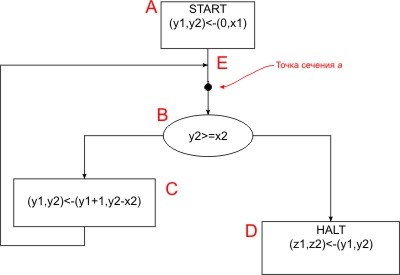 A
START
(y1,y2)<-(0,x1)
E
Точка сечения a
B
y2>=x2
C
(y1,y2)<-(y1+1,y2-x2)
D
HALT
(z1,z2)<-(y1,y2)